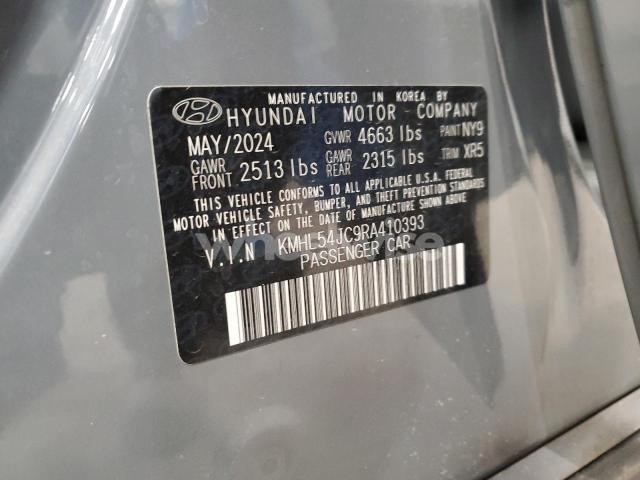 MANUFACTURED IN KOREA BY
HYUNDAI MOTOR COMPANY
MAY/2024 GVWR 4663 lbs PAINT NY9
GAWR FRONT 2513 lbs GAWR REAR 2315 lbs TRIM XR5
THIS VEHICLE CONFORMS TO ALL APPLICABLE U.S.A. FEDERAL
MOTOR VEHICLE SAFETY, BUMPER, AND THEFT PREVENTION STANDARDS
IN EFFECT ON THE DATE OF MANUFACTURE SHOWN ABOVE.
V.I.N KMHL54JC9RA410393
PASSENGER CAR